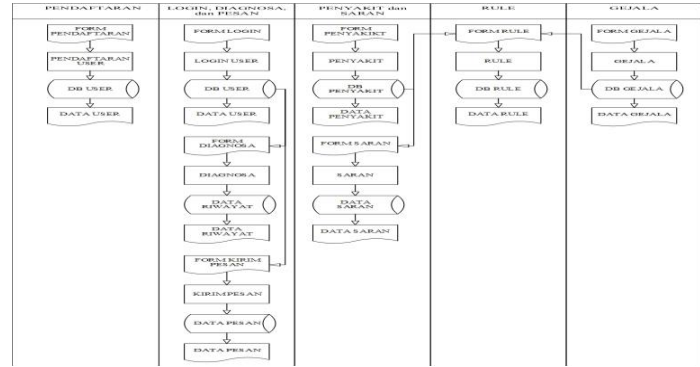 PENDAFTARAN
LOGIN, DIAGNOSA,
dan PESAN
PENYAKIT dan
SARAN
RULE
GEJALA
FORM
PENDAFTARAN
PENDAFTARAN
USER
DB USER
DATA USER
FORM LOGIN
LOGIN USER
DB USER
DATA USER
FORM
DIAGNOSA
DIAGNOSA
DATA
RIWAYAT
DATA
RIWAYAT
FORM KIRIM
PESAN
KIRIM PESAN
DATA PESAN
DATA PESAN
FORM
PENYAKIKT
PENYAKIT
DB
PENYAKIT
DATA
PENYAKIT
FORM SARAN
SARAN
DATA
SARAN
DATA SARAN
FORM RULE
RULE
DB RULE
DATA RULE
FORM GEJALA
GEJALA
DB GEJALA
DATA GEJALA